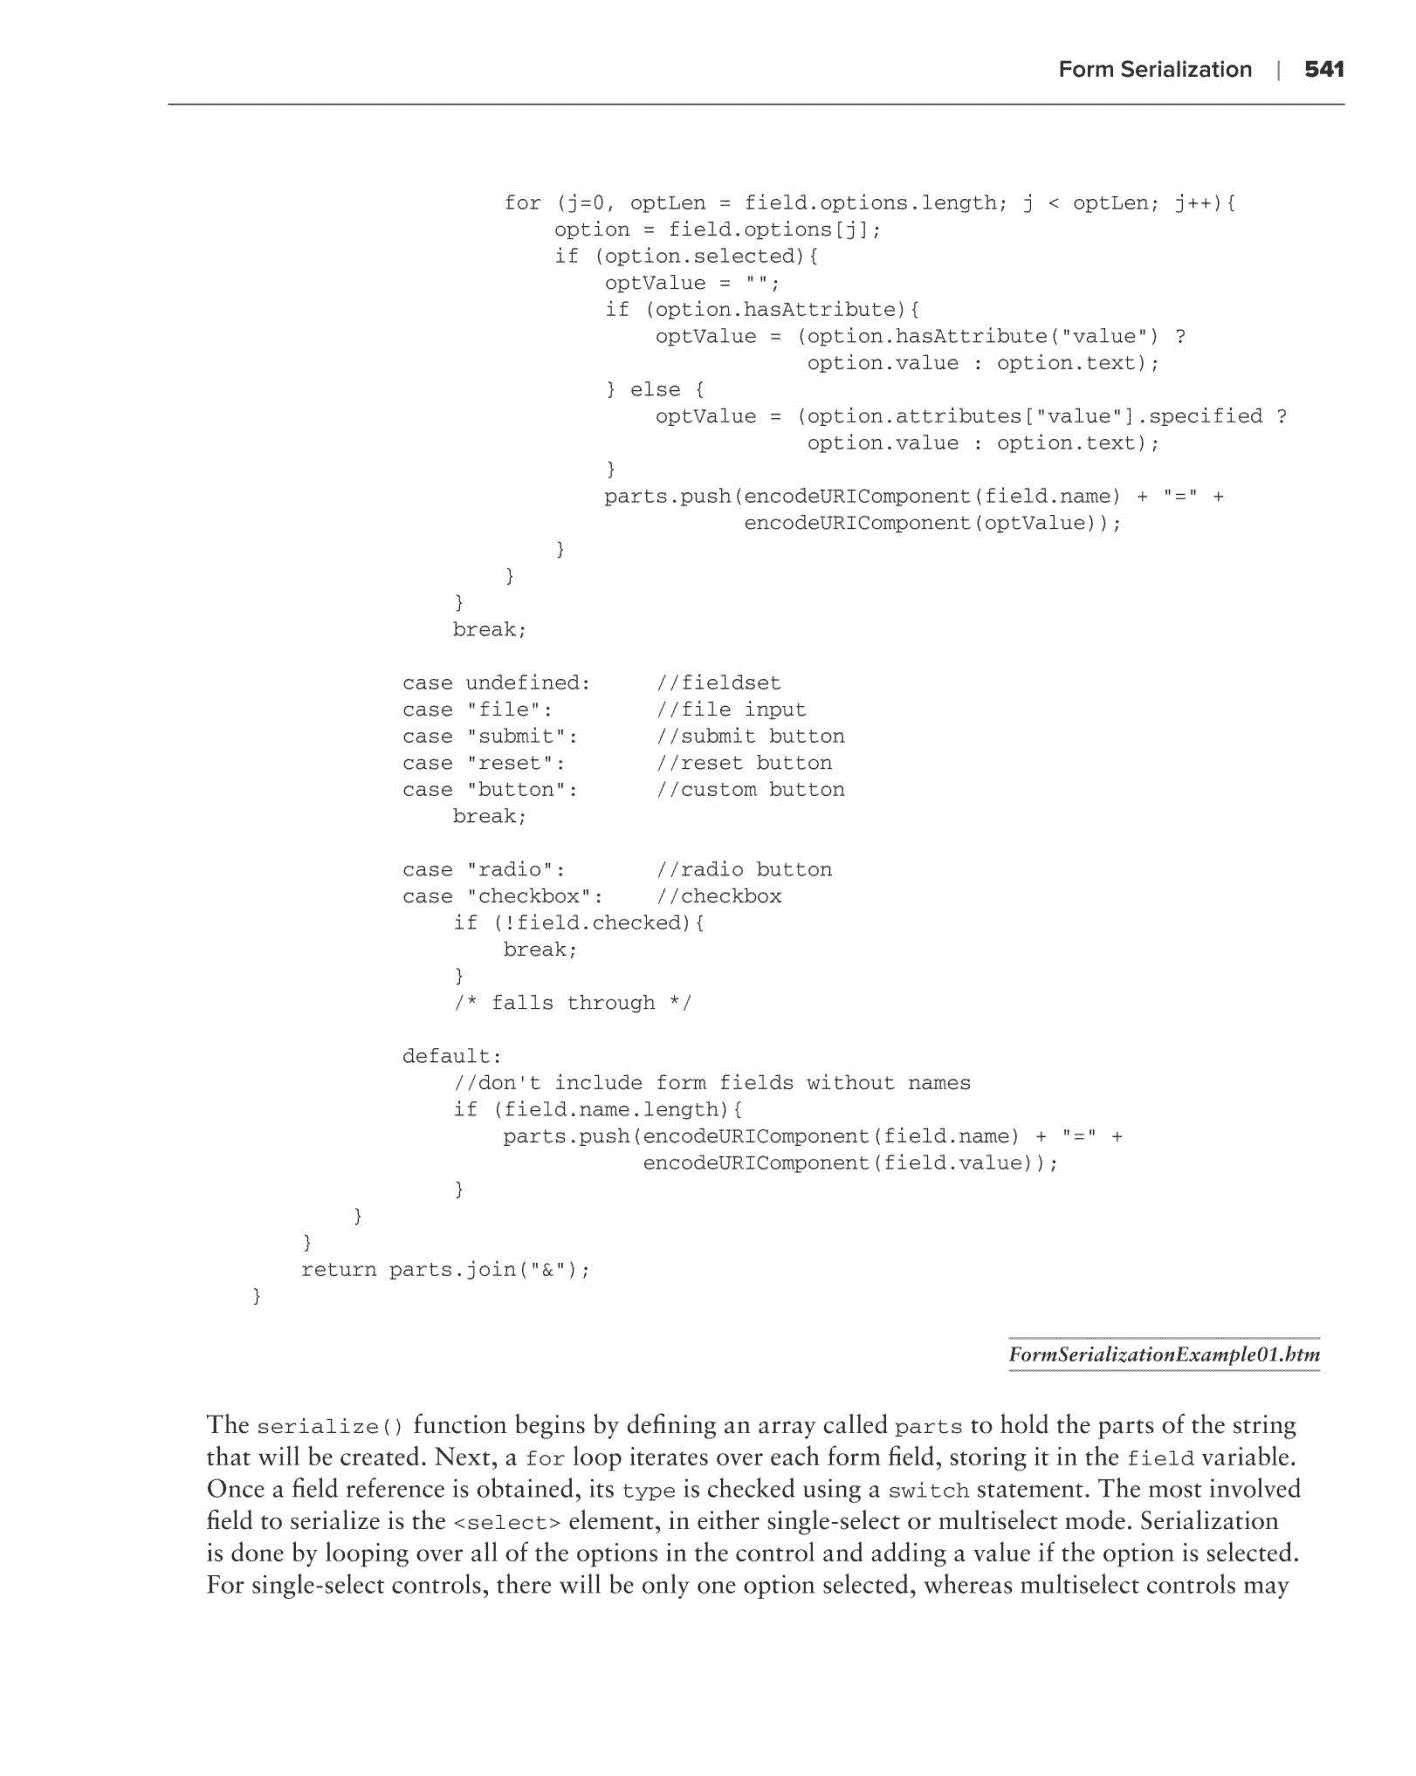 Form Serialization | 541
for (j=0, optLen = field.options.length; j < optLen; j++){
option = field.options[j];
if (option.selected){
optValue = "";
if (option.hasAttribute){
optValue = (option.hasAttribute("value") ?
option.value : option.text);
} else {
optValue = (option.attributes["value"].specified ?
option.value : option.text);
}
parts.push(encodeURIComponent(field.name) + "=" +
encodeURIComponent(optValue));
}
}
}
break;
case undefined: //fieldset
case "file": //file input
case "submit": //submit button
case "reset": //reset button
case "button": //custom button
break;
case "radio": //radio button
case "checkbox": //checkbox
if (!field.checked){
break;
}
/* falls through */
default:
//don't include form fields without names
if (field.name.length){
parts.push(encodeURIComponent(field.name) + "=" +
encodeURIComponent(field.value));
}
}
}
return parts.join("&");
}
FormSerializationExample01.htm
The serialize() function begins by defining an array called parts to hold the parts of the string
that will be created. Next, a for loop iterates over each form field, storing it in the field variable.
Once a field reference is obtained, its type is checked using a switch statement. The most involved
field to serialize is the <select> element, in either single-select or multiselect mode. Serialization
is done by looping over all of the options in the control and adding a value if the option is selected.
For single-select controls, there will be only one option selected, whereas multiselect controls may